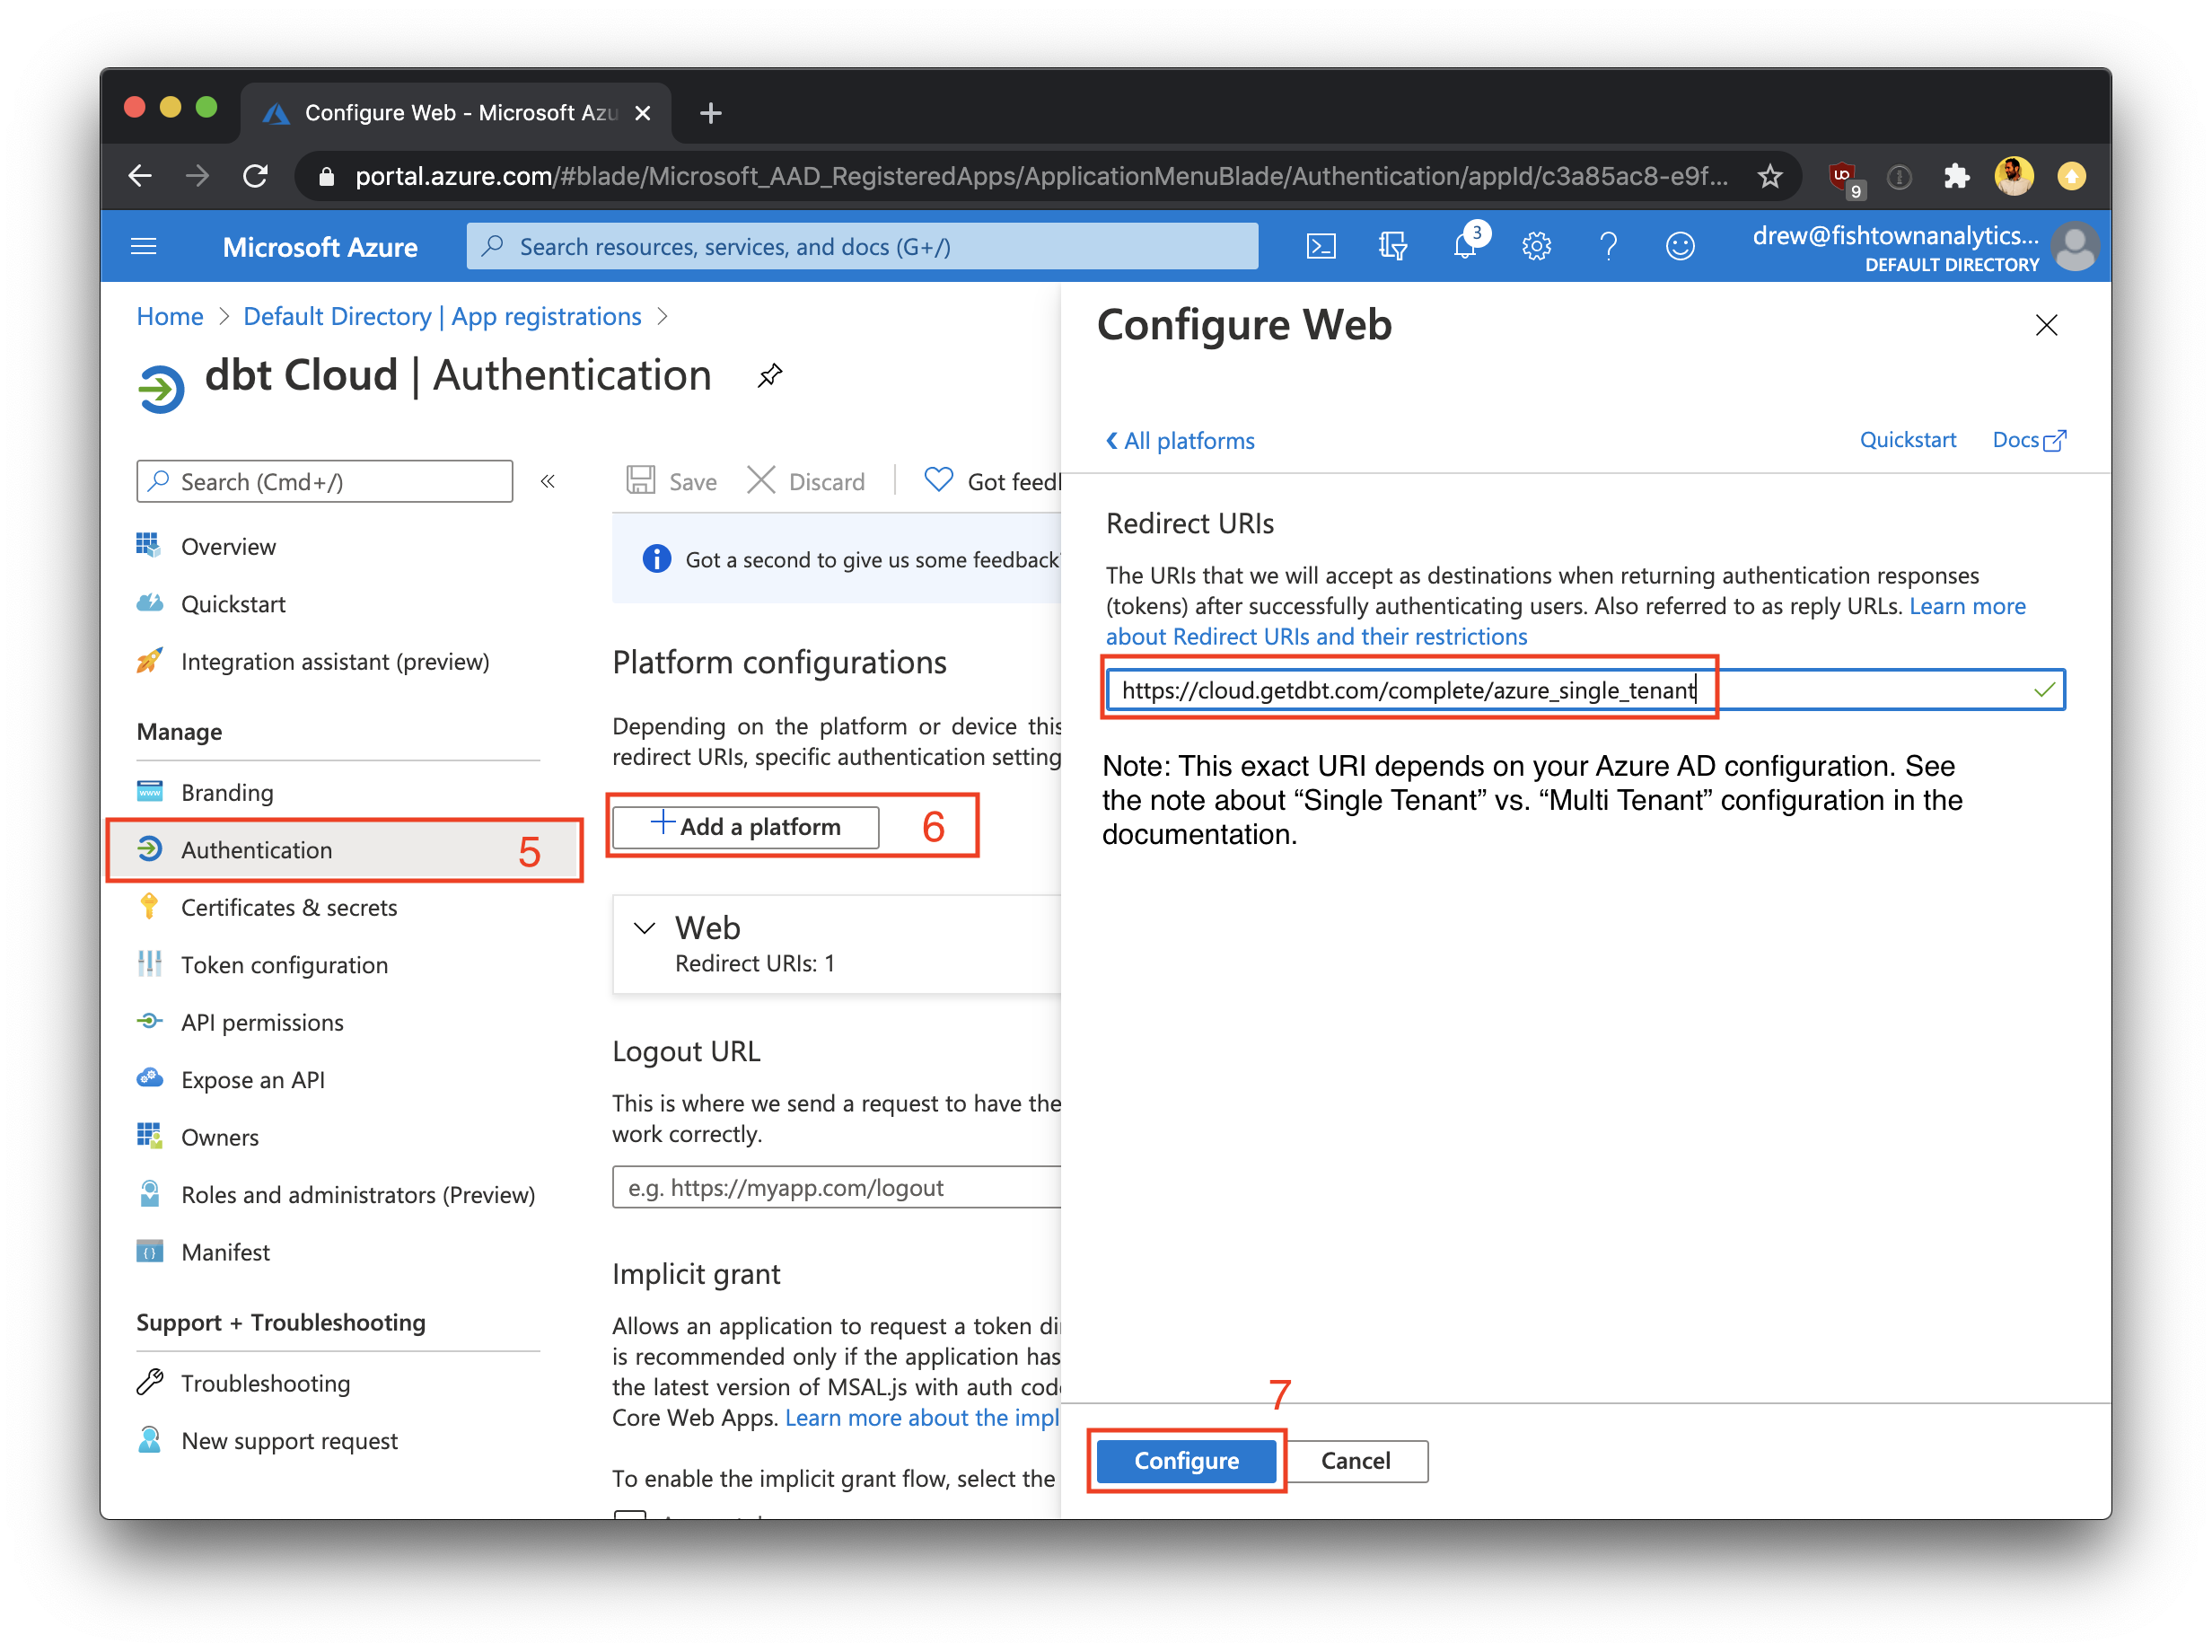 Configure Web - Microsoft Azu
portal.azure.com/#blade/Microsoft_AAD_RegisteredApps/ApplicationMenuBlade/Authentication/appId/c3a85ac8-e9f...
9
Microsoft Azure
Search resources, services, and docs (G+/)
3
drew@fishtownanalytics...
DEFAULT DIRECTORY
Home > Default Directory | App registrations >
dbt Cloud | Authentication
Search (Cmd+/)
«
Overview
Quickstart
Integration assistant (preview)
Manage
Branding
Authentication
5
Certificates & secrets
Token configuration
API permissions
Expose an API
Owners
Roles and administrators (Preview)
Manifest
Support + Troubleshooting
Troubleshooting
New support request
Save
Discard
Got feed
Got a second to give us some feedback
Platform configurations
Depending on the platform or device this
redirect URIs, specific authentication setting
+ Add a platform
6
Web
Redirect URIs: 1
Logout URL
This is where we send a request to have the
work correctly.
e.g. https://myapp.com/logout
Implicit grant
Allows an application to request a token di
is recommended only if the application has
the latest version of MSAL.js with auth cod
Core Web Apps. Learn more about the impl
To enable the implicit grant flow, select the
Configure Web
All platforms
Quickstart
Docs
Redirect URIs
The URIs that we will accept as destinations when returning authentication responses
(tokens) after successfully authenticating users. Also referred to as reply URLs. Learn more
about Redirect URIs and their restrictions
https://cloud.getdbt.com/complete/azure_single_tenant
Note: This exact URI depends on your Azure AD configuration. See
the note about “Single Tenant” vs. “Multi Tenant” configuration in the
documentation.
7
Configure
Cancel